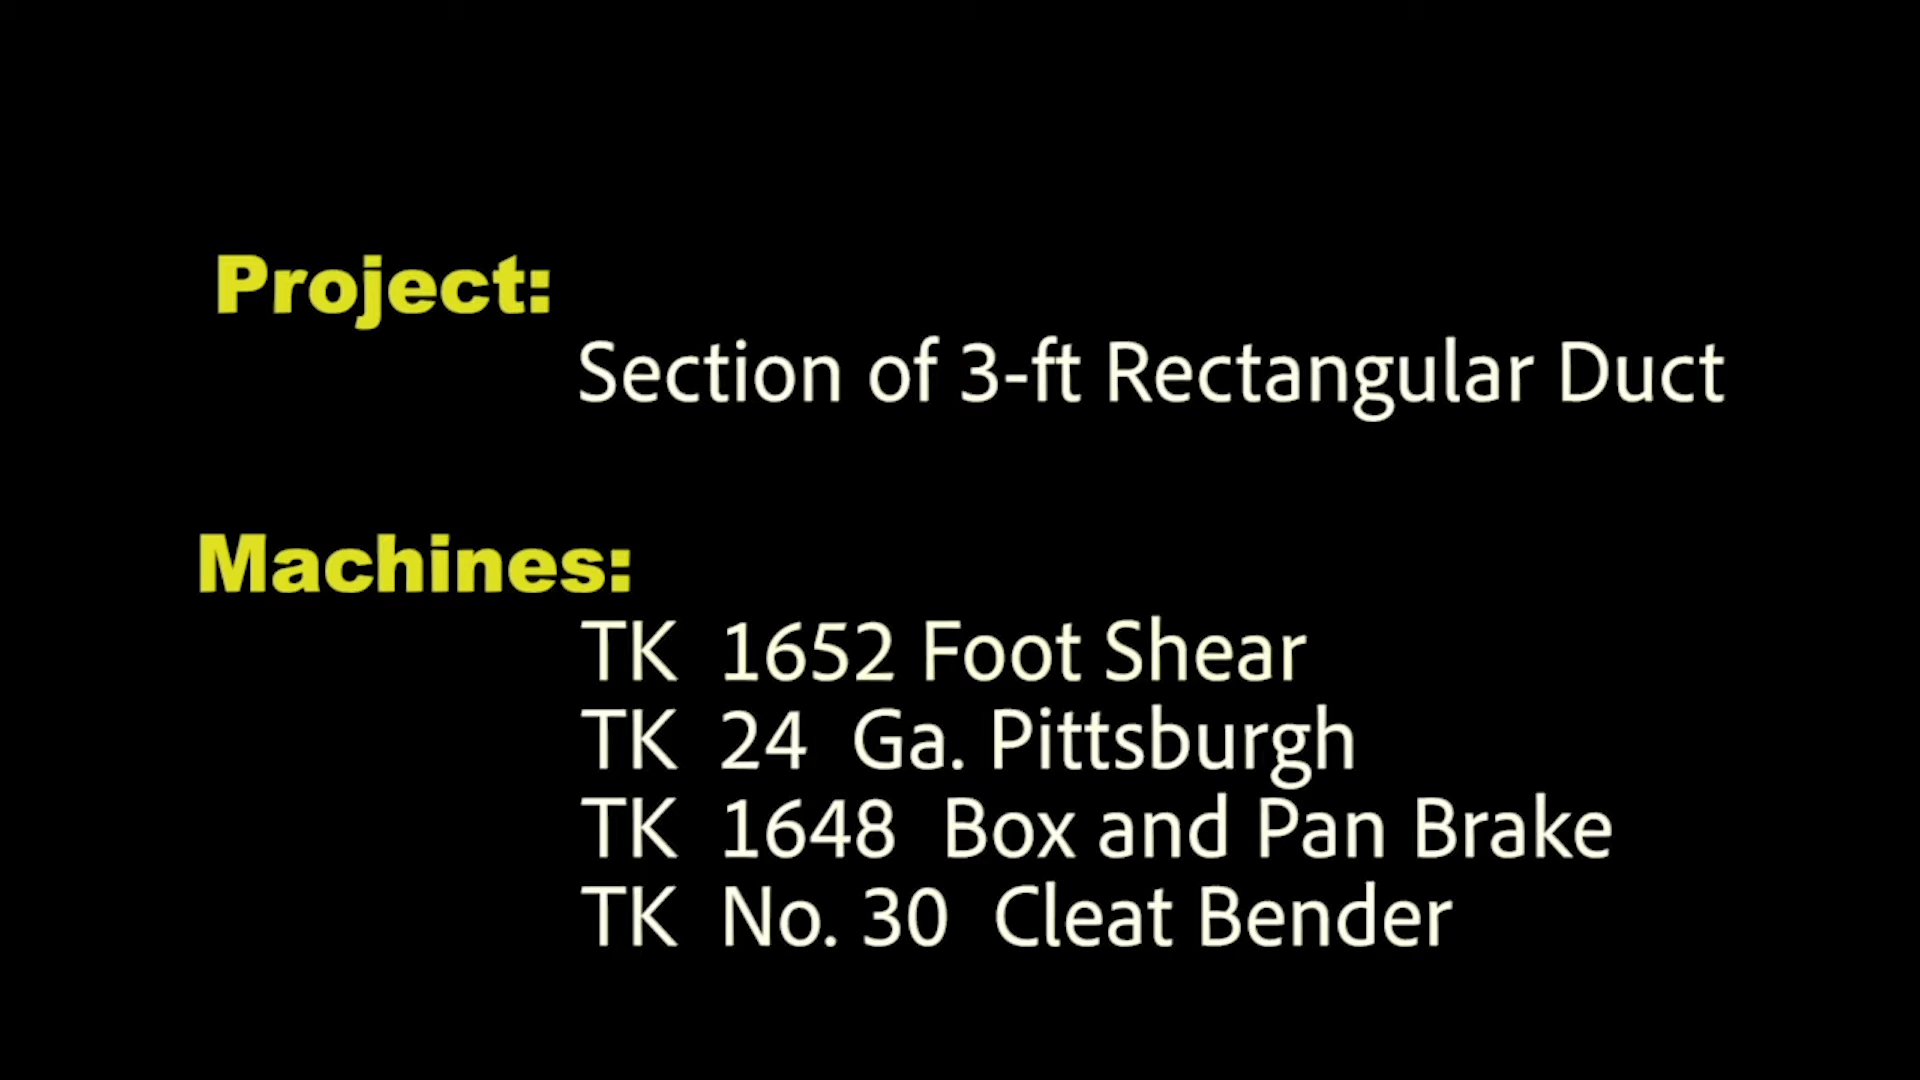 Project:
Section of 3-ft Rectangular Duct
Machines:
TK 1652 Foot Shear
TK 24 Ga. Pittsburgh
TK 1648 Box and Pan Brake
TK No. 30 Cleat Bender